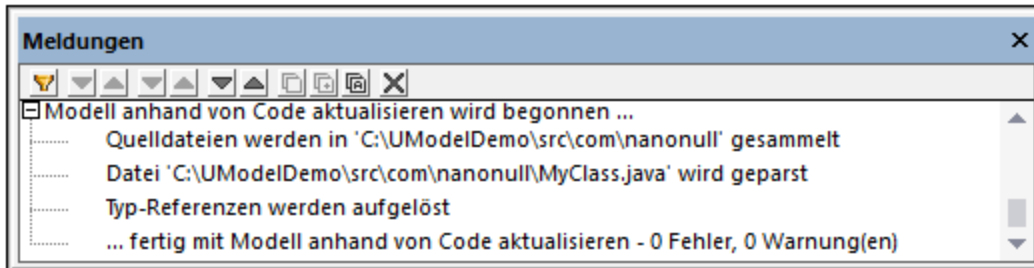 Meldungen
Modell anhand von Code aktualisieren wird begonnen ...
Quelldateien werden in 'C:\UModelDemo\src\com\nanonull' gesammelt
Datei 'C:\UModelDemo\src\com\nanonull\MyClass.java' wird geparst
Typ-Referenzen werden aufgelöst
... fertig mit Modell anhand von Code aktualisieren - 0 Fehler, 0 Warnung(en)